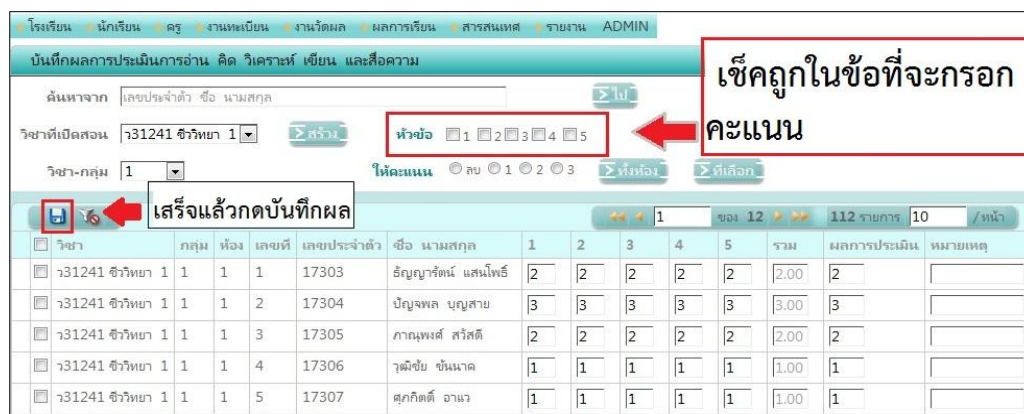 โรงเรียน นักเรียน ครู งานทะเบียน งานวัดผล ผลการเรียน สารสนเทศ รายงาน ADMIN
บันทึกผลการประเมินการอ่าน คิด วิเคราะห์ เขียน และสื่อความ
เช็คถูกในข้อที่จะกรอก
คะแนน
ค้นหาจาก เลขประจำตัว ชื่อ นามสกุล ไป
วิชาที่เปิดสอน ว31241 ชีววิทยา 1 สร้าง หัวข้อ 1 2 3 4 5
วิชา-กลุ่ม 1 ให้คะแนน ลบ 1 2 3 ทั้งห้อง ที่เลือก
เสร็จแล้วกดบันทึกผล
1 ของ 12 112 รายการ 10 /หน้า
วิชา กลุ่ม ห้อง เลขที่ เลขประจำตัว ชื่อ นามสกุล 1 2 3 4 5 รวม ผลการประเมิน หมายเหตุ
ว31241 ชีววิทยา 1 1 1 1 17303 ธัญญารัตน์ แสนโพธิ์ 2 2 2 2 2 2.00 2
ว31241 ชีววิทยา 1 1 1 2 17304 ปัญจพล บุญสาย 3 3 3 3 3 3.00 3
ว31241 ชีววิทยา 1 1 1 3 17305 ภาณุพงศ์ สวัสดี 2 2 2 2 2 2.00 2
ว31241 ชีววิทยา 1 1 1 4 17306 วุฒิชัย ขันนาค 1 1 1 1 1 1.00 1
ว31241 ชีววิทยา 1 1 1 5 17307 ศุภกิตติ์ อาแว 1 1 1 1 1 1.00 1